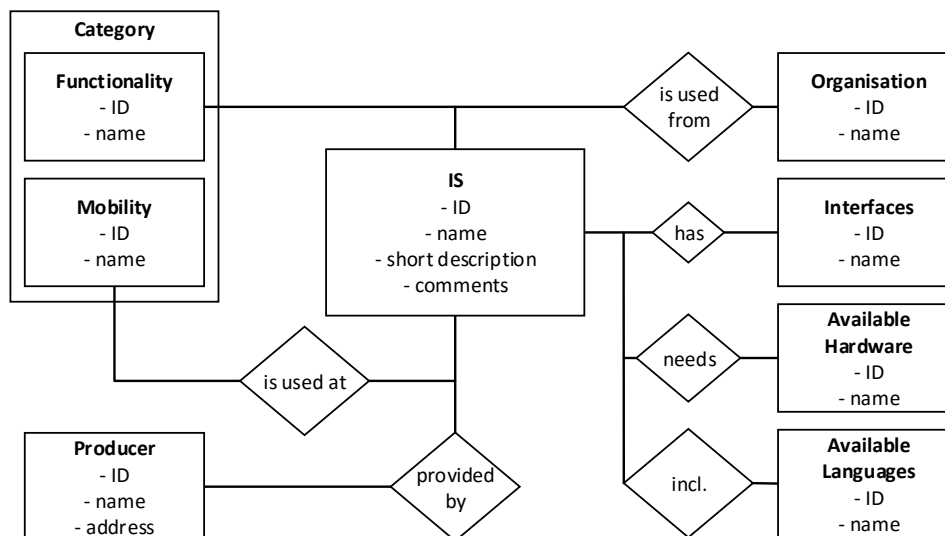 Category
Functionality
- ID
- name
Mobility
- ID
- name
is used
from
Organisation
- ID
- name
IS
- ID
- name
- short description
- comments
has
Interfaces
- ID
- name
needs
Available
Hardware
- ID
- name
is used at
Producer
- ID
- name
- address
provided
by
incl.
Available
Languages
- ID
- name